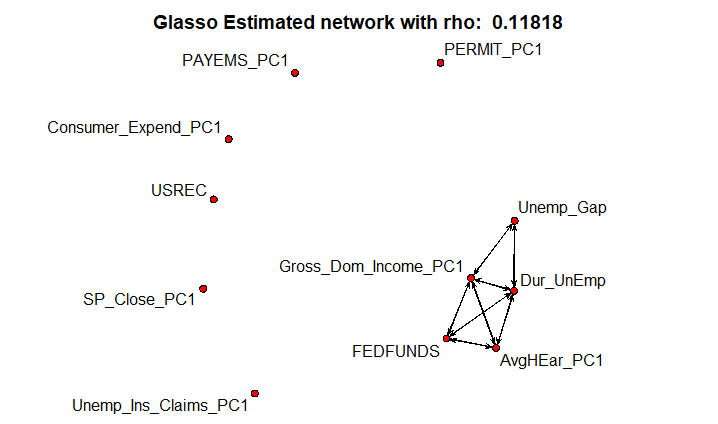 Glasso Estimated network with rho:  0.11818
PERMIT_PC1
PAYEMS_PC1
Consumer_Expend_PC1
USREC
Unemp_Gap
Gross_Dom_Income_PC1
Dur_UnEmp
SP_Close_PC1
FEDFUNDS
AvgHEar_PC1
Unemp_Ins_Claims_PC1